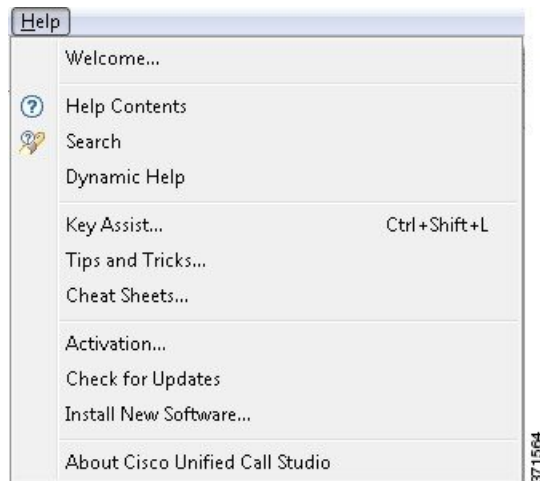 Help
Welcome...
Help Contents
Search
Dynamic Help
Key Assist... Ctrl+Shift+L
Tips and Tricks...
Cheat Sheets...
Activation...
Check for Updates
Install New Software...
About Cisco Unified Call Studio
371564